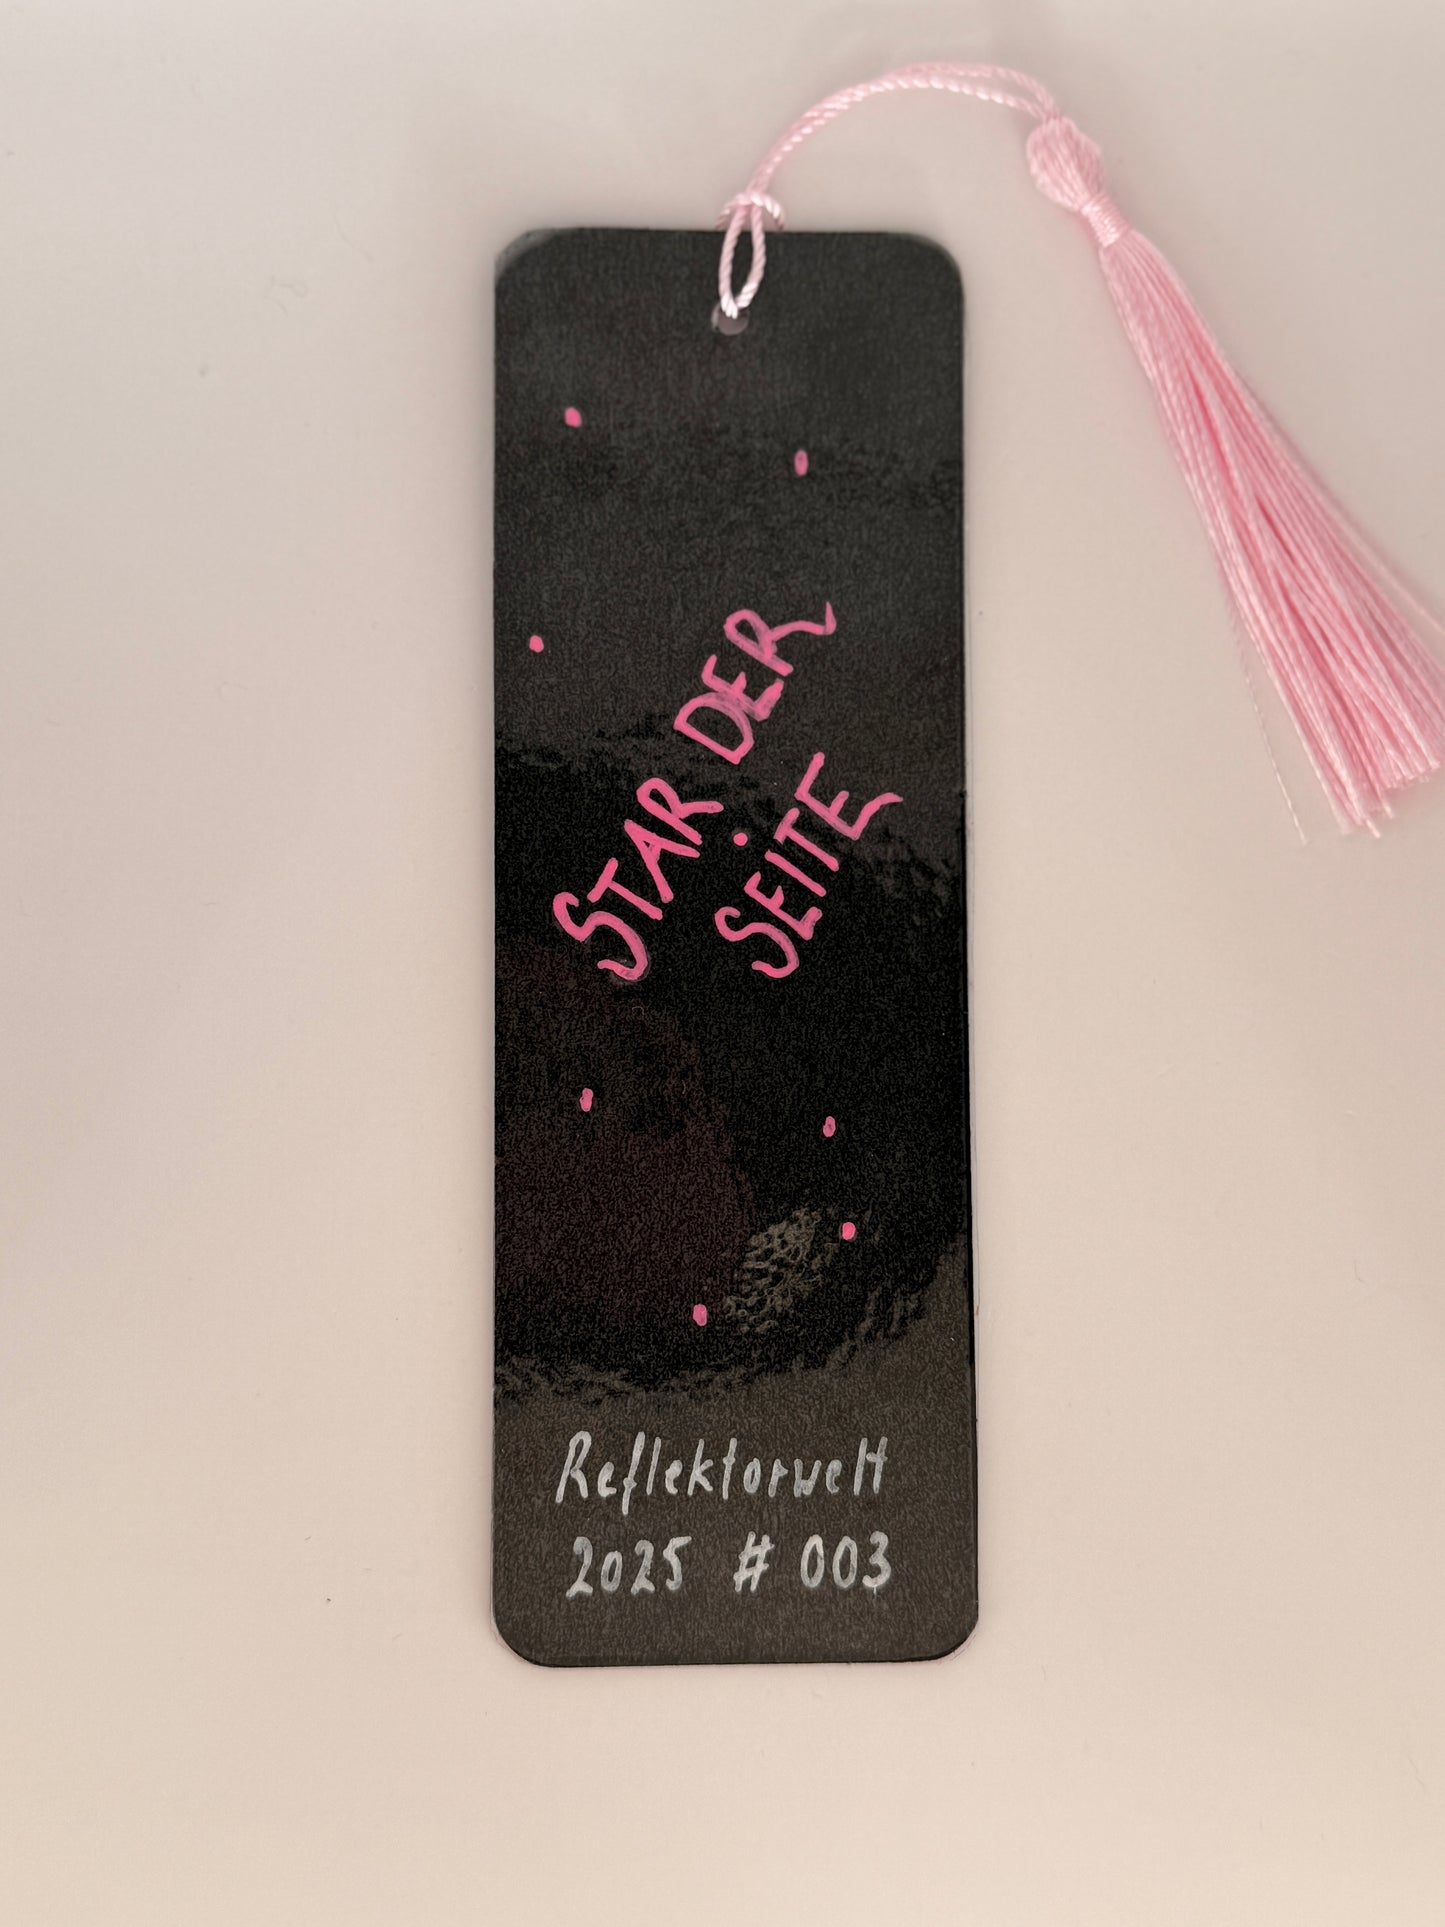 STAR DER
SEITE
Reflektorwelt
2025 # 003